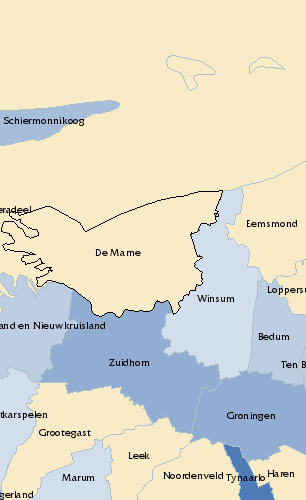 Schiermonnikoog
eradeel
Eemsmond
De Marne
Loppersu
Winsum
and en Nieuwkruisland
Bedum
Zuidhorn
Ten B
tkarspelen
Groningen
Grootegast
Leek
Marum
Noordenveld
Tynaarlo
Haren
gerland